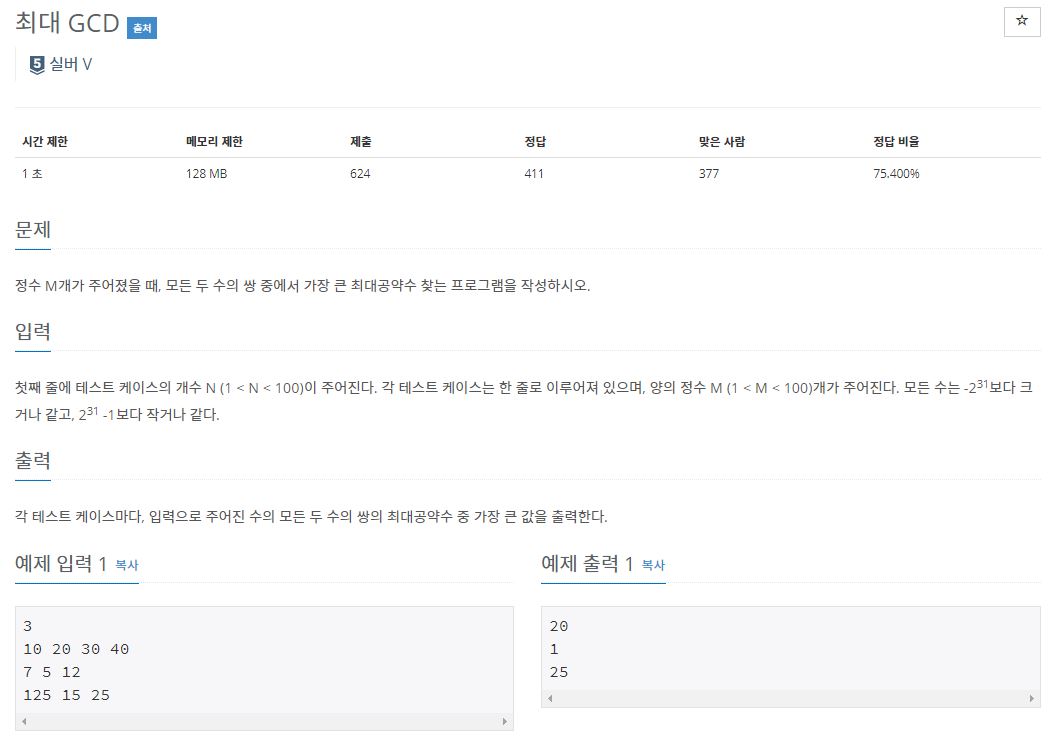 최대 GCD 출처
☆
5 실버 V
시간 제한 메모리 제한 제출 정답 맞은 사람 정답 비율
1 초 128 MB 624 411 377 75.400%
문제
정수 M개가 주어졌을 때, 모든 두 수의 쌍 중에서 가장 큰 최대공약수 찾는 프로그램을 작성하시오.
입력
첫째 줄에 테스트 케이스의 개수 N (1 < N < 100)이 주어진다. 각 테스트 케이스는 한 줄로 이루어져 있으며, 양의 정수 M (1 < M < 100)개가 주어진다. 모든 수는 -2³¹보다 크
거나 같고, 2³¹ -1보다 작거나 같다.
출력
각 테스트 케이스마다, 입력으로 주어진 수의 모든 두 수의 쌍의 최대공약수 중 가장 큰 값을 출력한다.
예제 입력 1 복사
3
10 20 30 40
7 5 12
125 15 25
예제 출력 1 복사
20
1
25